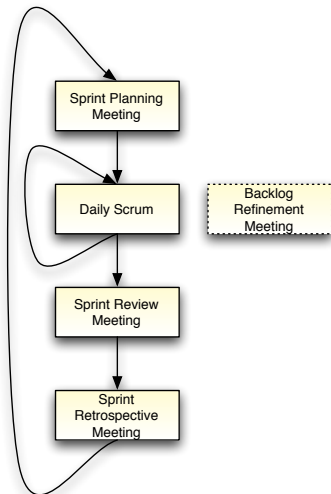 Sprint Planning
Meeting
Daily Scrum
Backlog
Refinement
Meeting
Sprint Review
Meeting
Sprint
Retrospective
Meeting